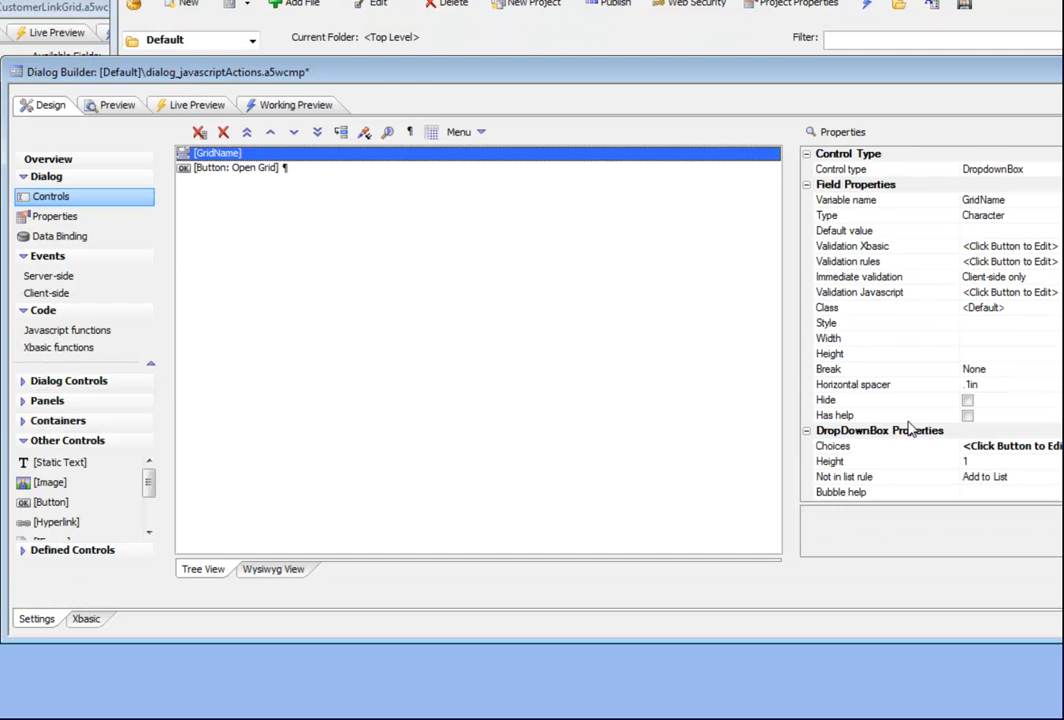 CustomerLinkGrid.a5wc
New
Add File
Edit
Delete
New Project
Publish
Web Security
Project Properties
Live Preview
Default
Current Folder: <Top Level>
Filter:
Dialog Builder: [Default]\dialog_javascriptActions.a5wcmp*
Design
Preview
Live Preview
Working Preview
Menu
Properties
Overview
Dialog
Controls
Properties
Data Binding
Events
Server-side
Client-side
Code
Javascript functions
Xbasic functions
Dialog Controls
Panels
Containers
Other Controls
[Static Text]
[Image]
[Button]
[Hyperlink]
Defined Controls
[GridName]
[Button: Open Grid] ¶
Control Type
Control type DropdownBox
Field Properties
Variable name GridName
Type Character
Default value
Validation Xbasic <Click Button to Edit>
Validation rules <Click Button to Edit>
Immediate validation Client-side only
Validation Javascript <Click Button to Edit>
Class <Default>
Style
Width
Height
Break None
Horizontal spacer .1in
Hide
Has help
DropDownBox Properties
Choices <Click Button to Edi
Height 1
Not in list rule Add to List
Bubble help
Tree View
Wysiwyg View
Settings
Xbasic